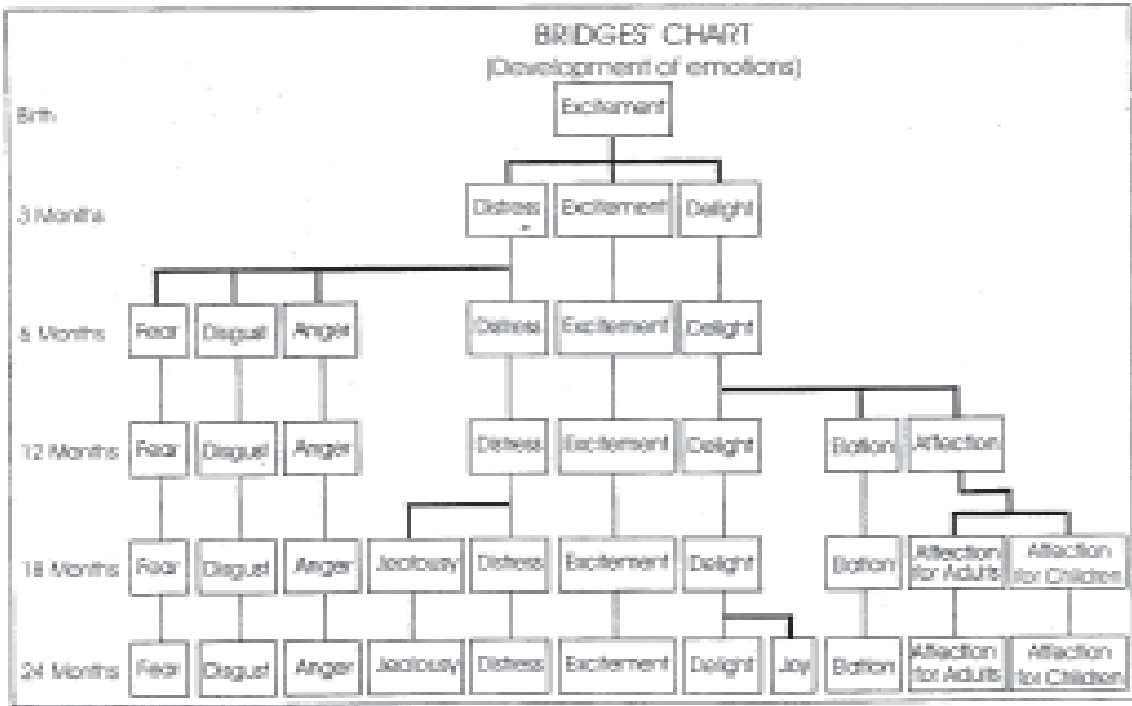 BRIDGES' CHART
(Development of emotions)
Birth
Excitement
3 Months
Distress Excitement Delight
6 Months Fear Disgust Anger Distress Excitement Delight
12 Months Fear Disgust Anger Distress Excitement Delight Elation Affection
18 Months Fear Disgust Anger Jealousy Distress Excitement Delight Elation Affection for Adults Affection for Children
24 Months Fear Disgust Anger Jealousy Distress Excitement Delight Joy Elation Affection for Adults Affection for Children